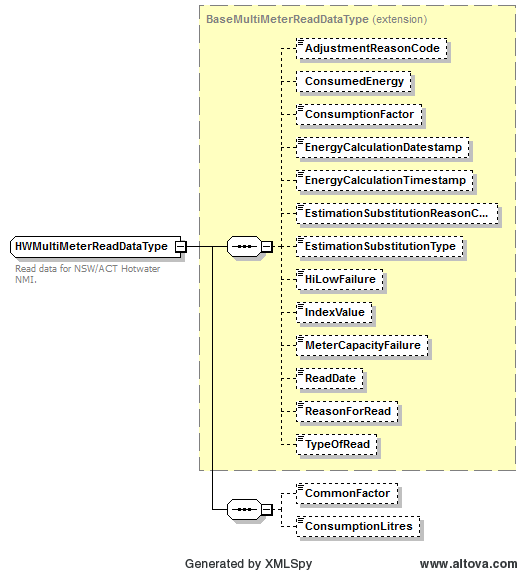 BaseMultiMeterReadDataType (extension)
AdjustmentReasonCode
ConsumedEnergy
ConsumptionFactor
EnergyCalculationDatestamp
EnergyCalculationTimestamp
EstimationSubstitutionReasonC...
HWMultiMeterReadDataType
EstimationSubstitutionType
Read data for NSW/ACT Hotwater
NMI.
HiLowFailure
IndexValue
MeterCapacityFailure
ReadDate
ReasonForRead
TypeOfRead
CommonFactor
ConsumptionLitres
Generated by XMLSpy
www.altova.com